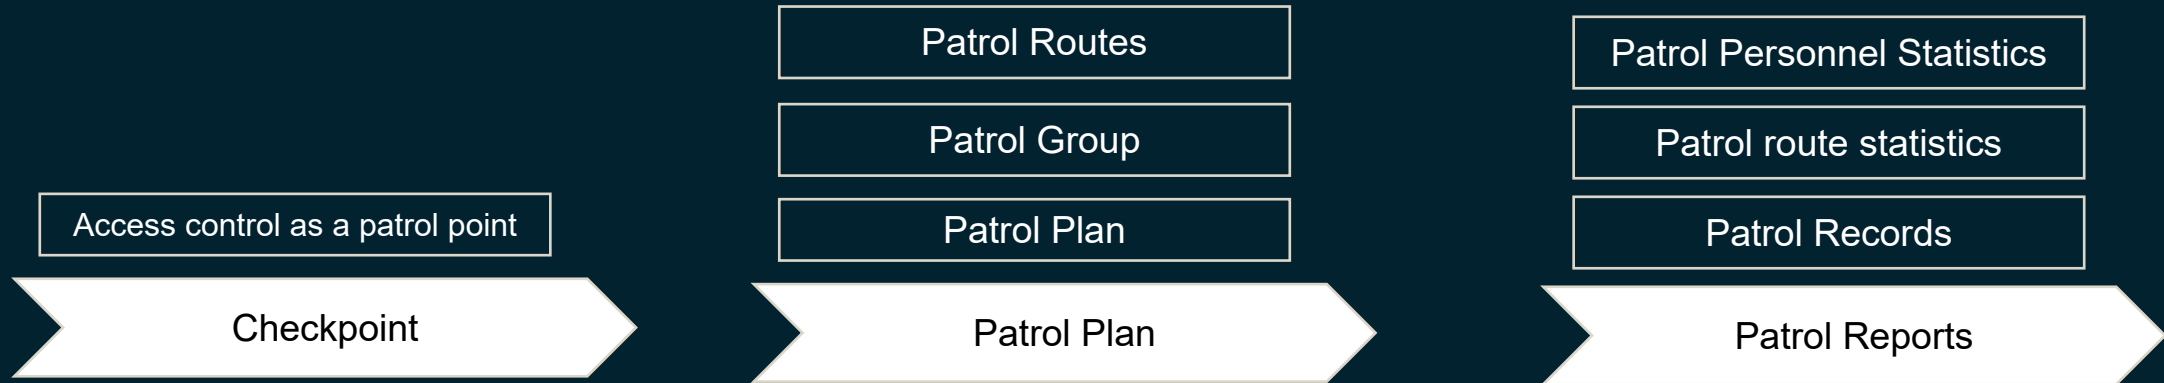 Access control as a patrol point
Checkpoint
Patrol Routes
Patrol Group
Patrol Plan
Patrol Plan
Patrol Personnel Statistics
Patrol route statistics
Patrol Records
Patrol Reports